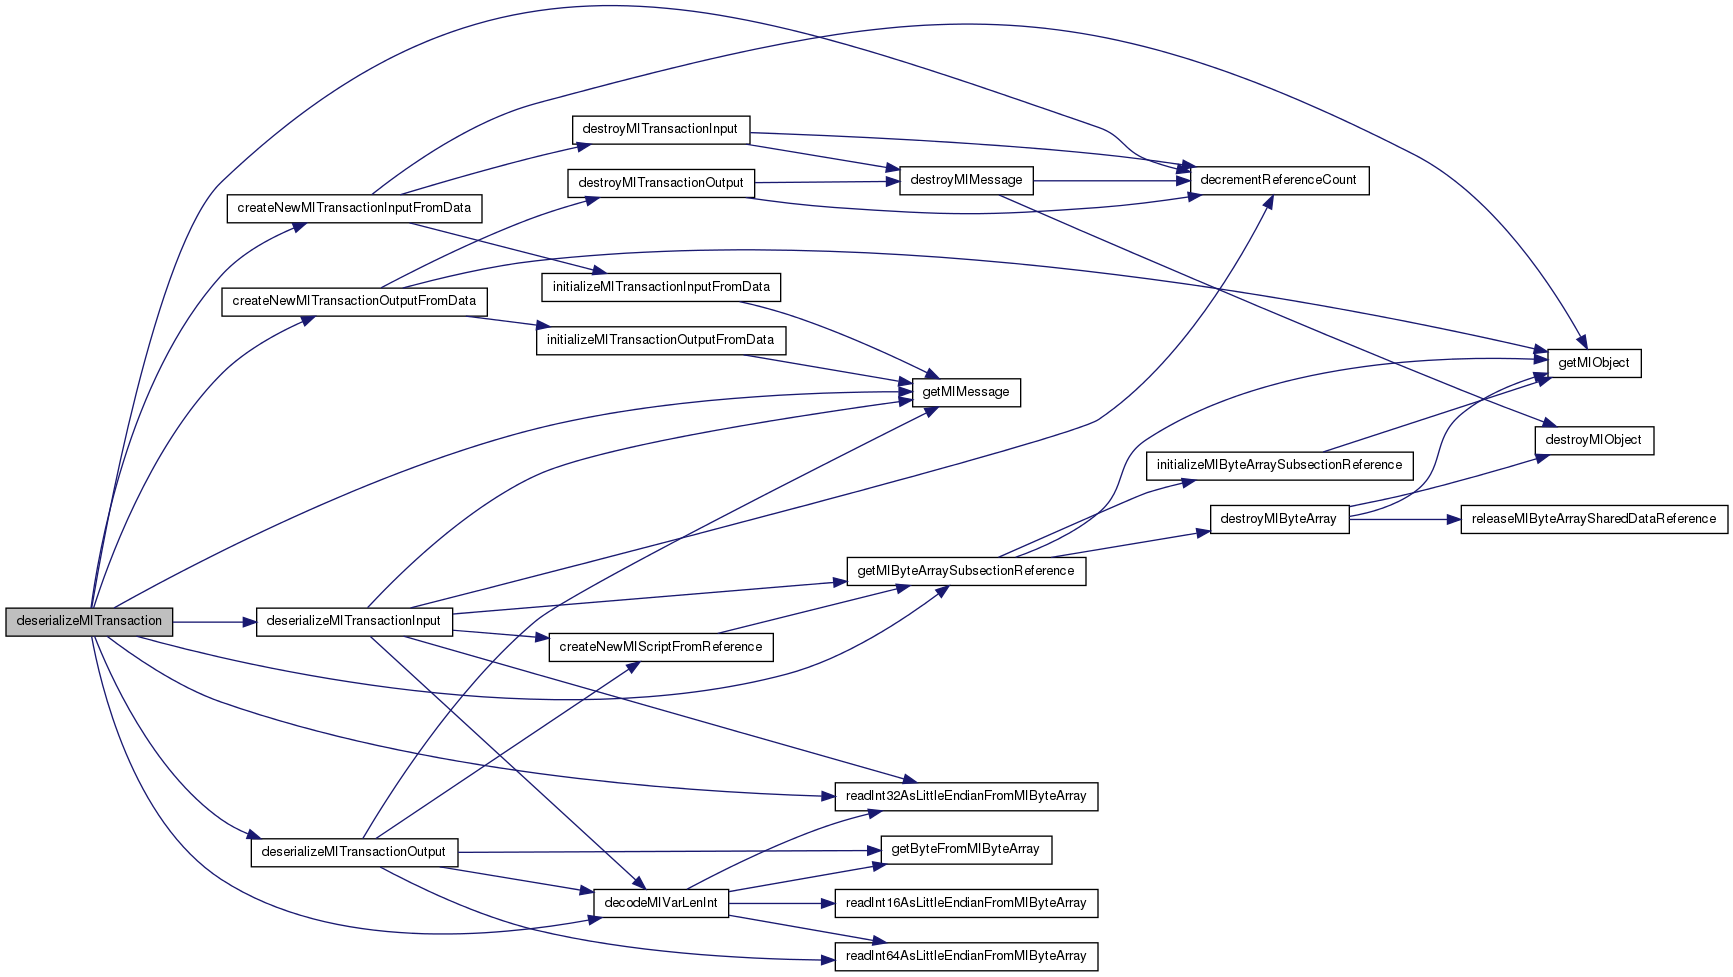 destroyMITransactionInput
destroyMITransactionOutput
destroyMIMessage
decrementReferenceCount
createNewMITransactionInputFromData
initializeMITransactionInputFromData
createNewMITransactionOutputFromData
initializeMITransactionOutputFromData
getMIObject
getMIMessage
destroyMIObject
initializeMIByteArraySubsectionReference
destroyMIByteArray
releaseMIByteArraySharedDataReference
getMIByteArraySubsectionReference
deserializeMITransaction
deserializeMITransactionInput
createNewMIScriptFromReference
readInt32AsLittleEndianFromMIByteArray
deserializeMITransactionOutput
getByteFromMIByteArray
decodeMIVarLenInt
readInt16AsLittleEndianFromMIByteArray
readInt64AsLittleEndianFromMIByteArray